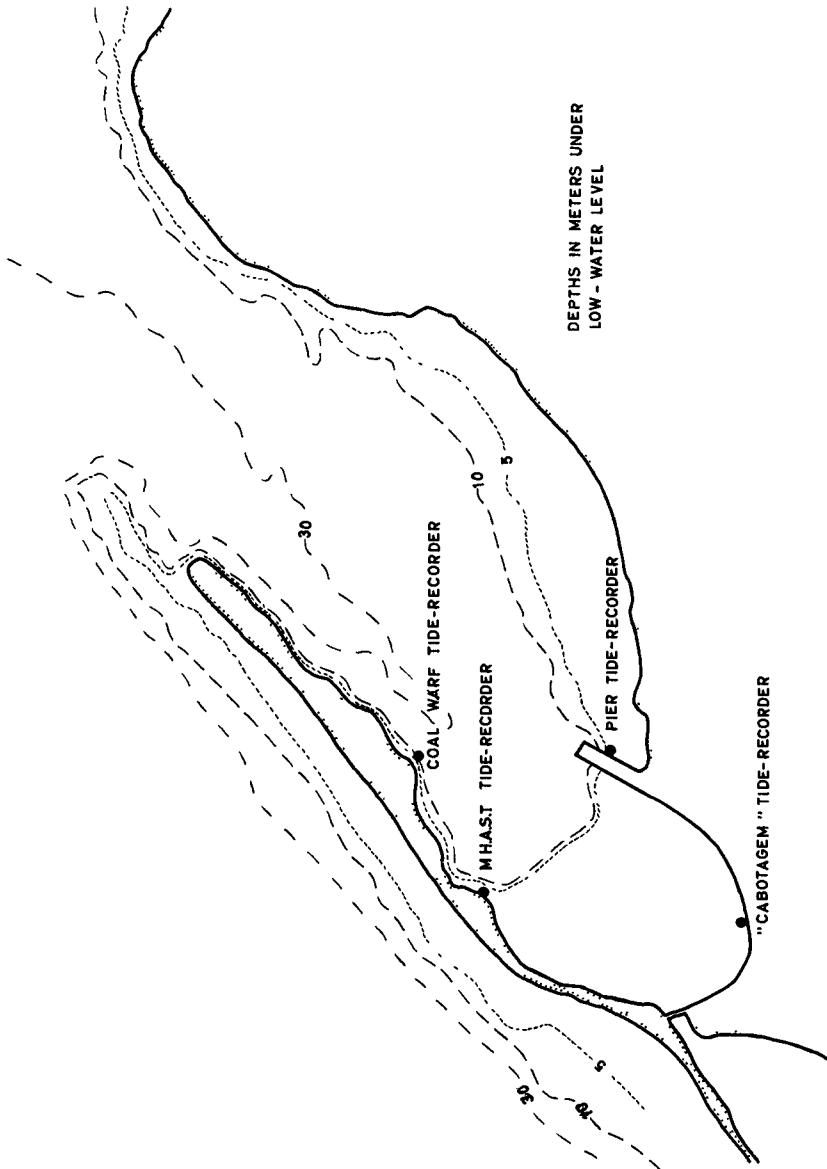 DEPTHS IN METERS UNDER
LOW - WATER LEVEL
30
10
5
COAL WARF TIDE-RECORDER
M.H.A.S.T TIDE-RECORDER
PIER TIDE-RECORDER
"CABOTAGEM" TIDE-RECORDER
30
10
5